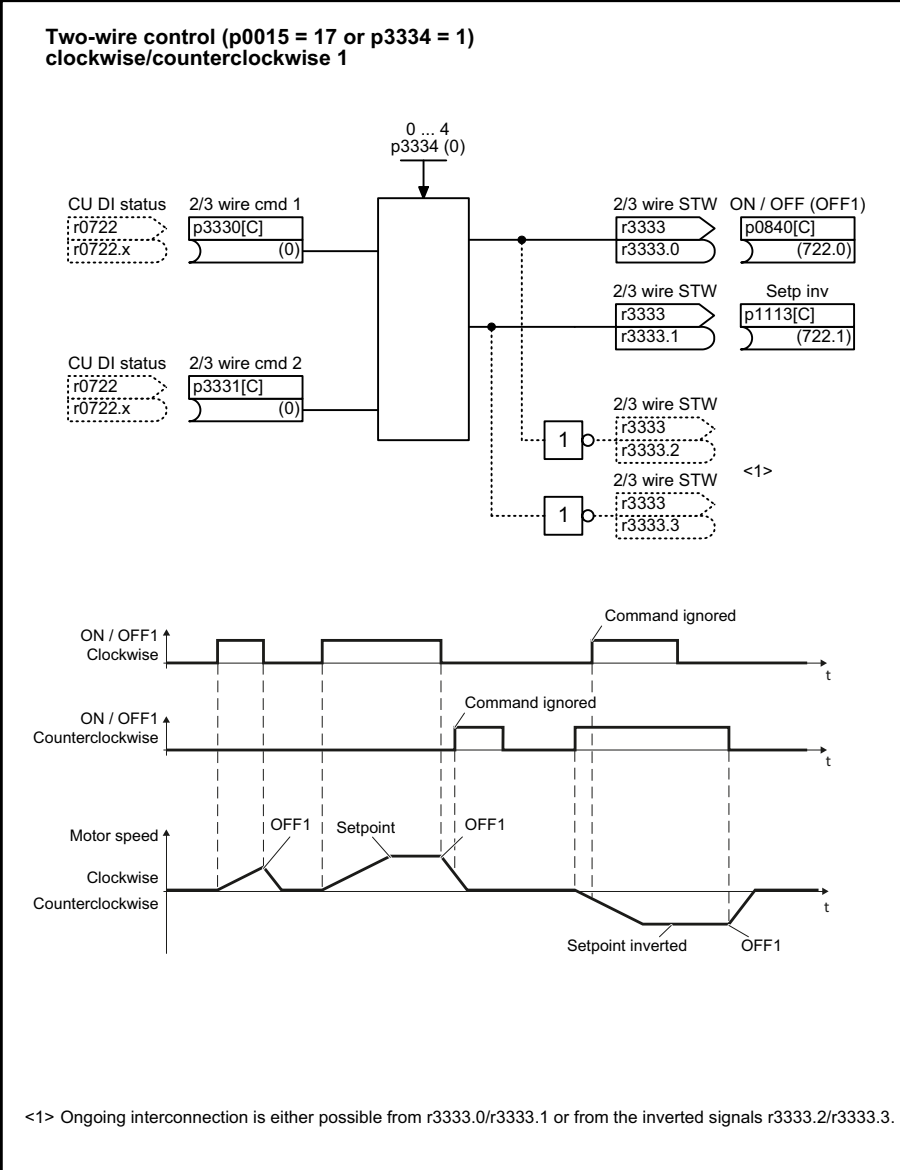 Two-wire control (p0015 = 17 or p3334 = 1)
clockwise/counterclockwise 1
0 ... 4
p3334 (0)
CU DI status
r0722
r0722.x
2/3 wire cmd 1
p3330[C]
(0)
2/3 wire STW
r3333
r3333.0
ON / OFF (OFF1)
p0840[C]
(722.0)
2/3 wire STW
r3333
r3333.1
Setp inv
p1113[C]
(722.1)
CU DI status
r0722
r0722.x
2/3 wire cmd 2
p3331[C]
(0)
2/3 wire STW
r3333
r3333.2
1
<1>
2/3 wire STW
r3333
r3333.3
1
Command ignored
ON / OFF1
Clockwise
t
Command ignored
ON / OFF1
Counterclockwise
t
Motor speed
OFF1
Setpoint
OFF1
Clockwise
Counterclockwise
t
Setpoint inverted
OFF1
<1> Ongoing interconnection is either possible from r3333.0/r3333.1 or from the inverted signals r3333.2/r3333.3.